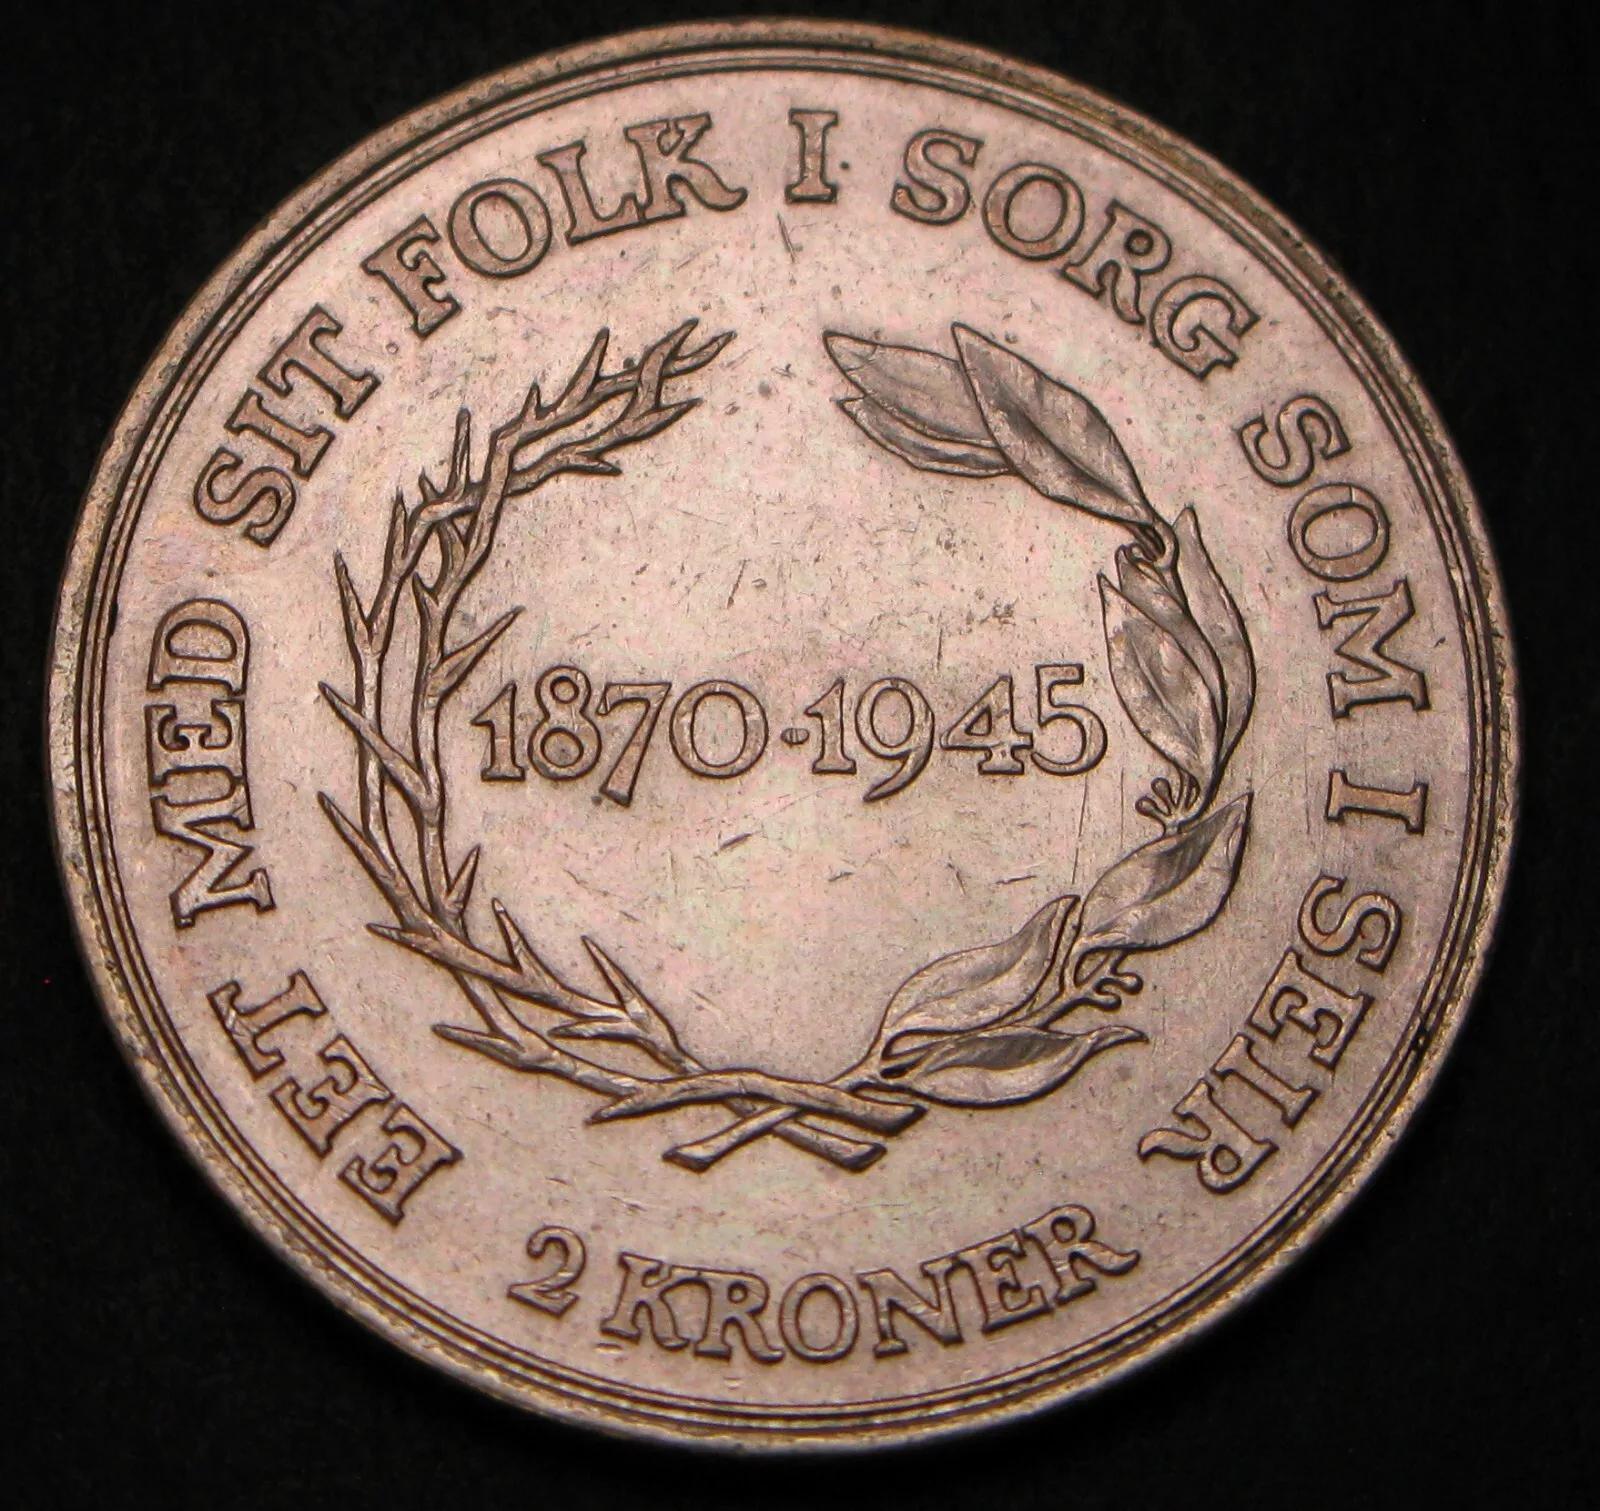 EET MED SIT FOLK I SORG SOM I SEIR
1870-1945
2 KRONER